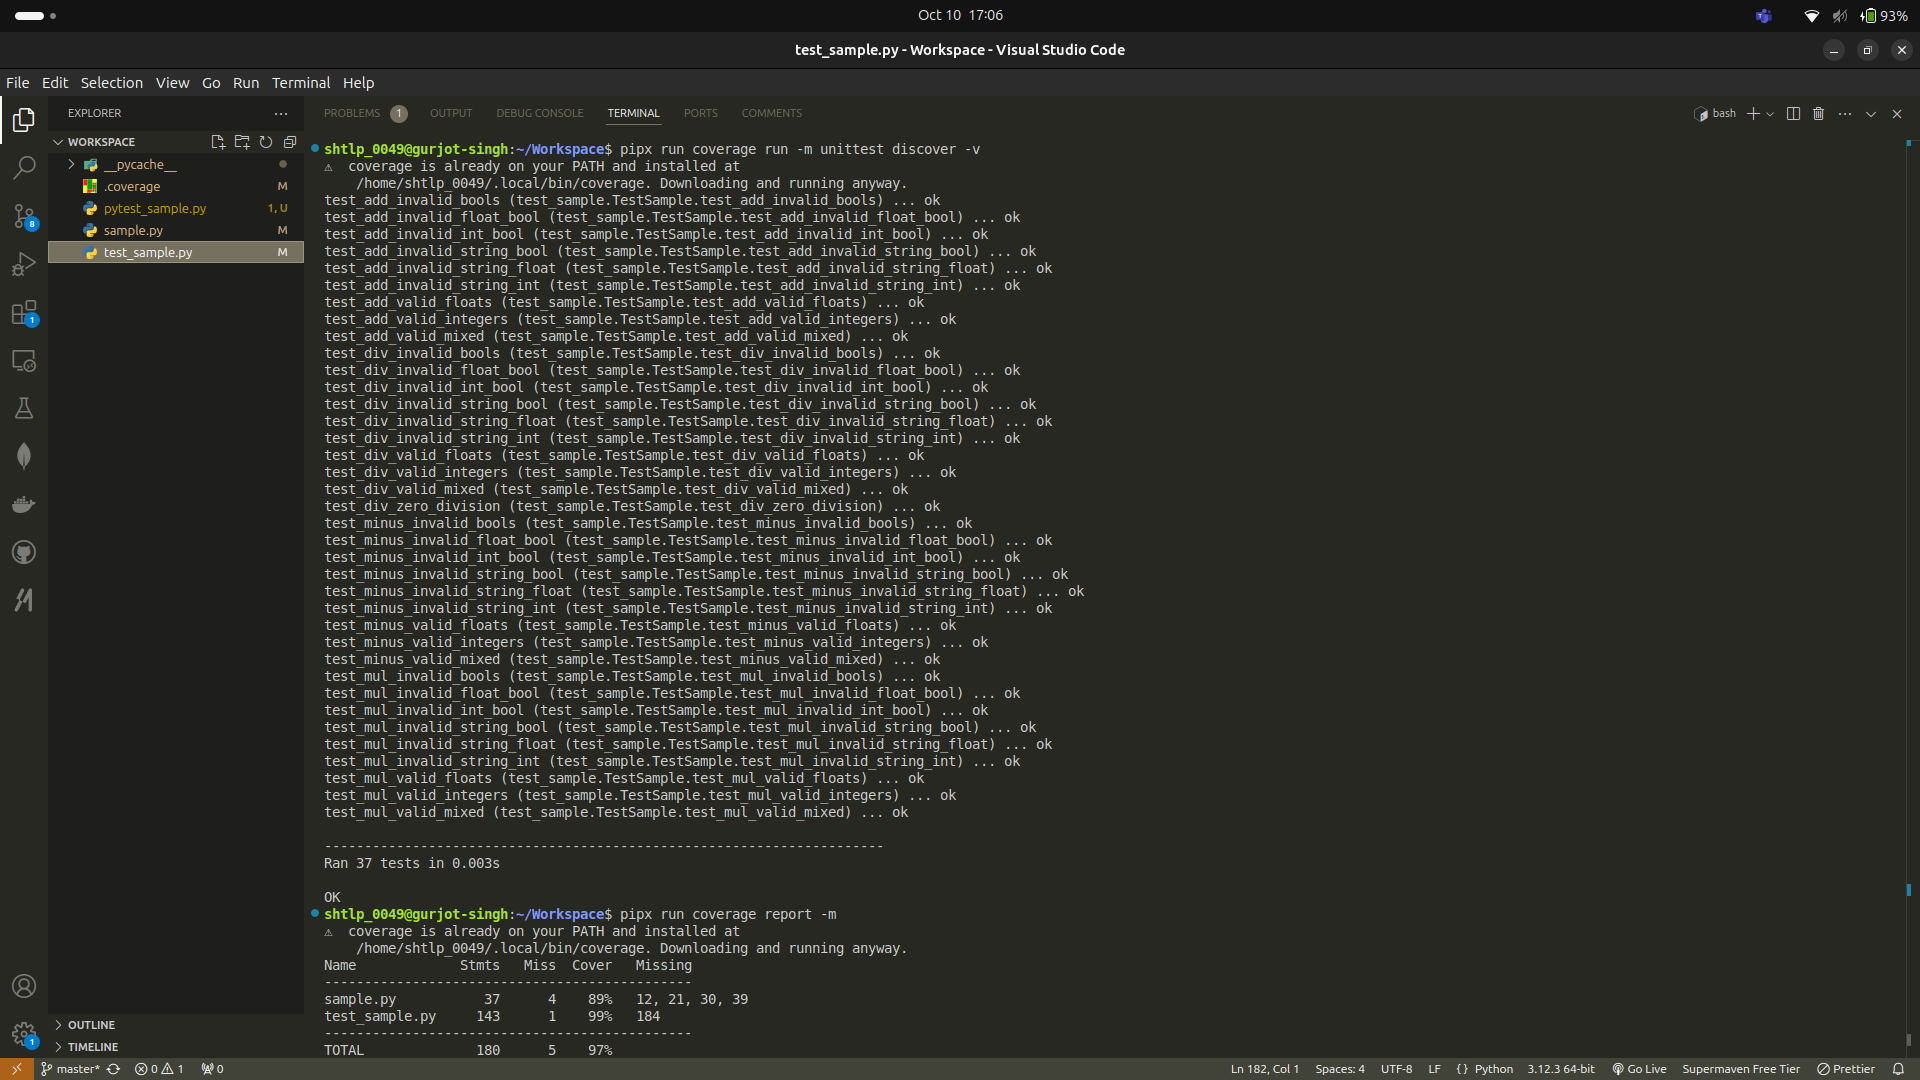 Oct 10 17:06
93%
test_sample.py - Workspace - Visual Studio Code
File Edit Selection View Go Run Terminal Help
EXPLORER
WORKSPACE
__pycache__
.coverage M
pytest_sample.py 1, U
sample.py M
test_sample.py M
8
1
1
OUTLINE
TIMELINE
PROBLEMS 1 OUTPUT DEBUG CONSOLE TERMINAL PORTS COMMENTS
bash
shtlp_0049@gurjot-singh:~/Workspace$ pipx run coverage run -m unittest discover -v
⚠ coverage is already on your PATH and installed at
/home/shtlp_0049/.local/bin/coverage. Downloading and running anyway.
test_add_invalid_bools (test_sample.TestSample.test_add_invalid_bools) ... ok
test_add_invalid_float_bool (test_sample.TestSample.test_add_invalid_float_bool) ... ok
test_add_invalid_int_bool (test_sample.TestSample.test_add_invalid_int_bool) ... ok
test_add_invalid_string_bool (test_sample.TestSample.test_add_invalid_string_bool) ... ok
test_add_invalid_string_float (test_sample.TestSample.test_add_invalid_string_float) ... ok
test_add_invalid_string_int (test_sample.TestSample.test_add_invalid_string_int) ... ok
test_add_valid_floats (test_sample.TestSample.test_add_valid_floats) ... ok
test_add_valid_integers (test_sample.TestSample.test_add_valid_integers) ... ok
test_add_valid_mixed (test_sample.TestSample.test_add_valid_mixed) ... ok
test_div_invalid_bools (test_sample.TestSample.test_div_invalid_bools) ... ok
test_div_invalid_float_bool (test_sample.TestSample.test_div_invalid_float_bool) ... ok
test_div_invalid_int_bool (test_sample.TestSample.test_div_invalid_int_bool) ... ok
test_div_invalid_string_bool (test_sample.TestSample.test_div_invalid_string_bool) ... ok
test_div_invalid_string_float (test_sample.TestSample.test_div_invalid_string_float) ... ok
test_div_invalid_string_int (test_sample.TestSample.test_div_invalid_string_int) ... ok
test_div_valid_floats (test_sample.TestSample.test_div_valid_floats) ... ok
test_div_valid_integers (test_sample.TestSample.test_div_valid_integers) ... ok
test_div_valid_mixed (test_sample.TestSample.test_div_valid_mixed) ... ok
test_div_zero_division (test_sample.TestSample.test_div_zero_division) ... ok
test_minus_invalid_bools (test_sample.TestSample.test_minus_invalid_bools) ... ok
test_minus_invalid_float_bool (test_sample.TestSample.test_minus_invalid_float_bool) ... ok
test_minus_invalid_int_bool (test_sample.TestSample.test_minus_invalid_int_bool) ... ok
test_minus_invalid_string_bool (test_sample.TestSample.test_minus_invalid_string_bool) ... ok
test_minus_invalid_string_float (test_sample.TestSample.test_minus_invalid_string_float) ... ok
test_minus_invalid_string_int (test_sample.TestSample.test_minus_invalid_string_int) ... ok
test_minus_valid_floats (test_sample.TestSample.test_minus_valid_floats) ... ok
test_minus_valid_integers (test_sample.TestSample.test_minus_valid_integers) ... ok
test_minus_valid_mixed (test_sample.TestSample.test_minus_valid_mixed) ... ok
test_mul_invalid_bools (test_sample.TestSample.test_mul_invalid_bools) ... ok
test_mul_invalid_float_bool (test_sample.TestSample.test_mul_invalid_float_bool) ... ok
test_mul_invalid_int_bool (test_sample.TestSample.test_mul_invalid_int_bool) ... ok
test_mul_invalid_string_bool (test_sample.TestSample.test_mul_invalid_string_bool) ... ok
test_mul_invalid_string_float (test_sample.TestSample.test_mul_invalid_string_float) ... ok
test_mul_invalid_string_int (test_sample.TestSample.test_mul_invalid_string_int) ... ok
test_mul_valid_floats (test_sample.TestSample.test_mul_valid_floats) ... ok
test_mul_valid_integers (test_sample.TestSample.test_mul_valid_integers) ... ok
test_mul_valid_mixed (test_sample.TestSample.test_mul_valid_mixed) ... ok
----------------------------------------------------------------------
Ran 37 tests in 0.003s
OK
shtlp_0049@gurjot-singh:~/Workspace$ pipx run coverage report -m
⚠ coverage is already on your PATH and installed at
/home/shtlp_0049/.local/bin/coverage. Downloading and running anyway.
Name Stmts Miss Cover Missing
----------------------------------------------
sample.py 37 4 89% 12, 21, 30, 39
test_sample.py 143 1 99% 184
----------------------------------------------
TOTAL 180 5 97%
master* 0 1 0 Ln 182, Col 1 Spaces: 4 UTF-8 LF {} Python 3.12.3 64-bit Go Live Supermaven Free Tier Prettier